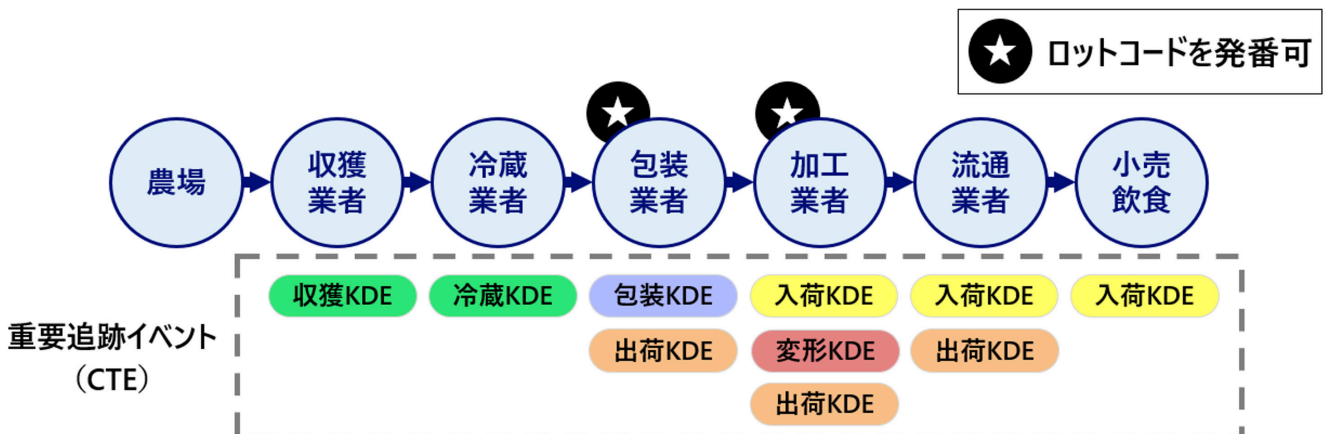 ロットコードを発番可
農場
収獲
業者
冷蔵
業者
包装
業者
加工
業者
流通
業者
小売
飲食
重要追跡イベント
（CTE）
収獲KDE
冷蔵KDE
包装KDE
入荷KDE
入荷KDE
入荷KDE
出荷KDE
変形KDE
出荷KDE
出荷KDE